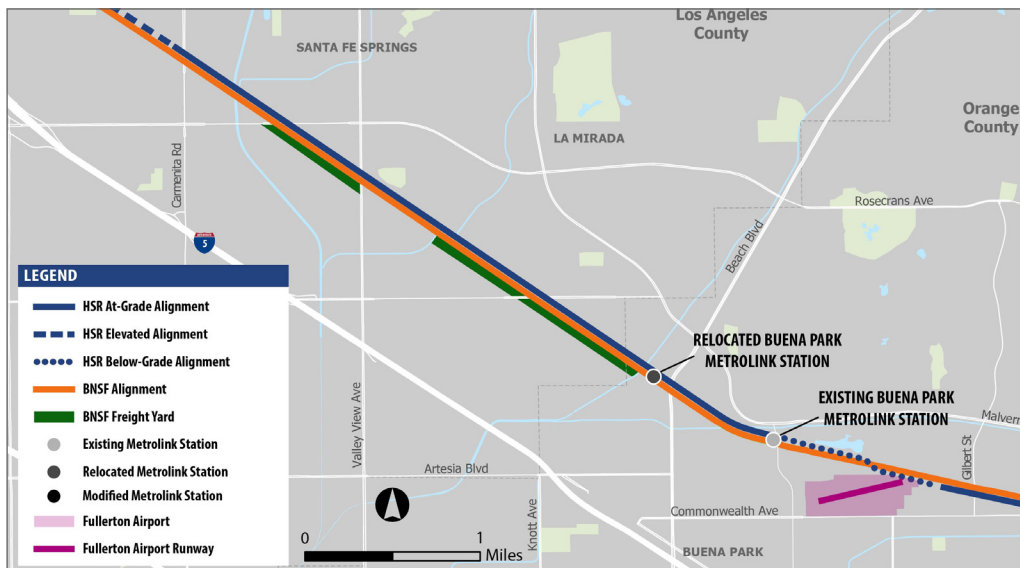 Los Angeles
County
SANTA FE SPRINGS
LA MIRADA
Orange
County
Carmenita Rd
Rosecrans Ave
Beach Blvd
5
LEGEND
HSR At-Grade Alignment
HSR Elevated Alignment
HSR Below-Grade Alignment
BNSF Alignment
BNSF Freight Yard
Existing Metrolink Station
Relocated Metrolink Station
Modified Metrolink Station
Fullerton Airport
Fullerton Airport Runway
RELOCATED BUENA PARK
METROLINK STATION
EXISTING BUENA PARK
METROLINK STATION
Malvern
Valley View Ave
Gilbert St
Artesia Blvd
Knott Ave
Commonwealth Ave
BUENA PARK
0 1
Miles